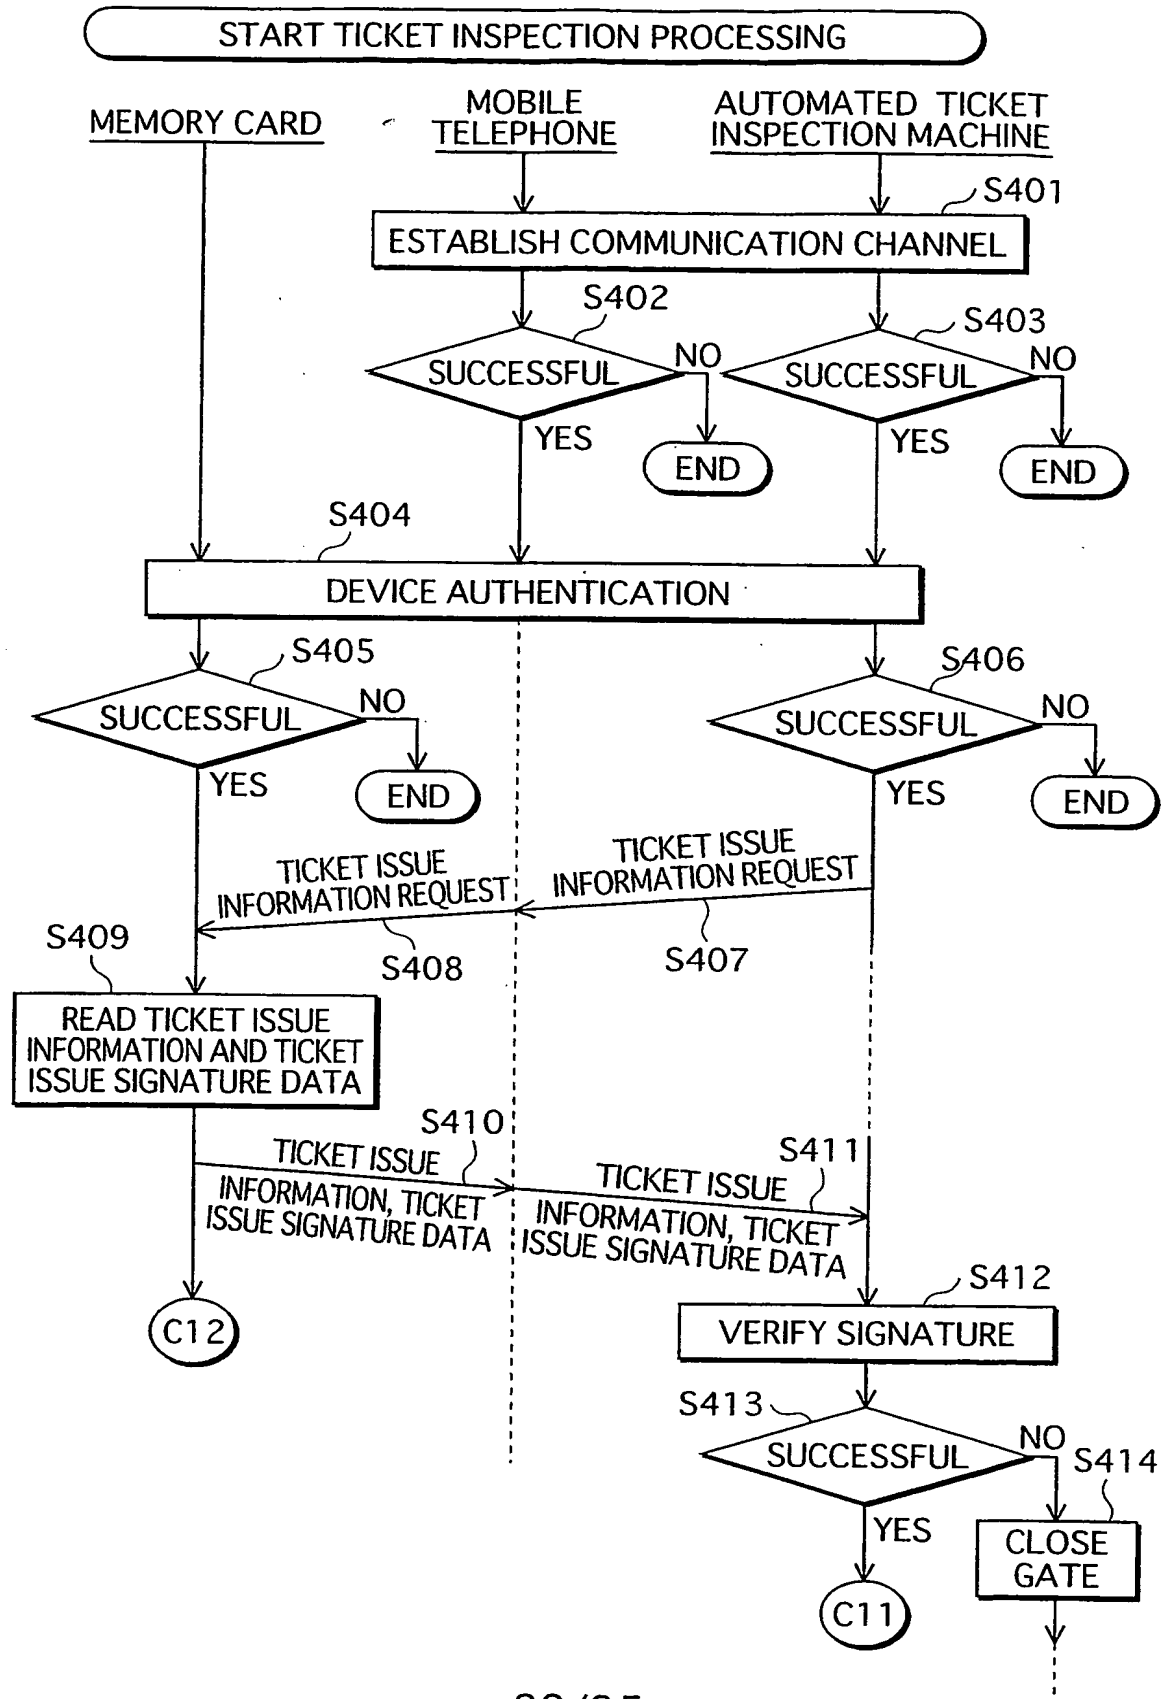 START TICKET INSPECTION PROCESSING
MEMORY CARD
MOBILE
TELEPHONE
AUTOMATED TICKET
INSPECTION MACHINE
S401
ESTABLISH COMMUNICATION CHANNEL
S402
S403
SUCCESSFUL
NO
SUCCESSFUL
NO
YES
YES
END
END
S404
DEVICE AUTHENTICATION
S405
S406
SUCCESSFUL
NO
SUCCESSFUL
NO
YES
YES
END
END
TICKET ISSUE
INFORMATION REQUEST
TICKET ISSUE
INFORMATION REQUEST
S409
S408
S407
READ TICKET ISSUE
INFORMATION AND TICKET
ISSUE SIGNATURE DATA
S410
TICKET ISSUE
INFORMATION, TICKET
ISSUE SIGNATURE DATA
S411
TICKET ISSUE
INFORMATION, TICKET
ISSUE SIGNATURE DATA
S412
C12
VERIFY SIGNATURE
S413
SUCCESSFUL
NO
S414
YES
CLOSE
GATE
C11